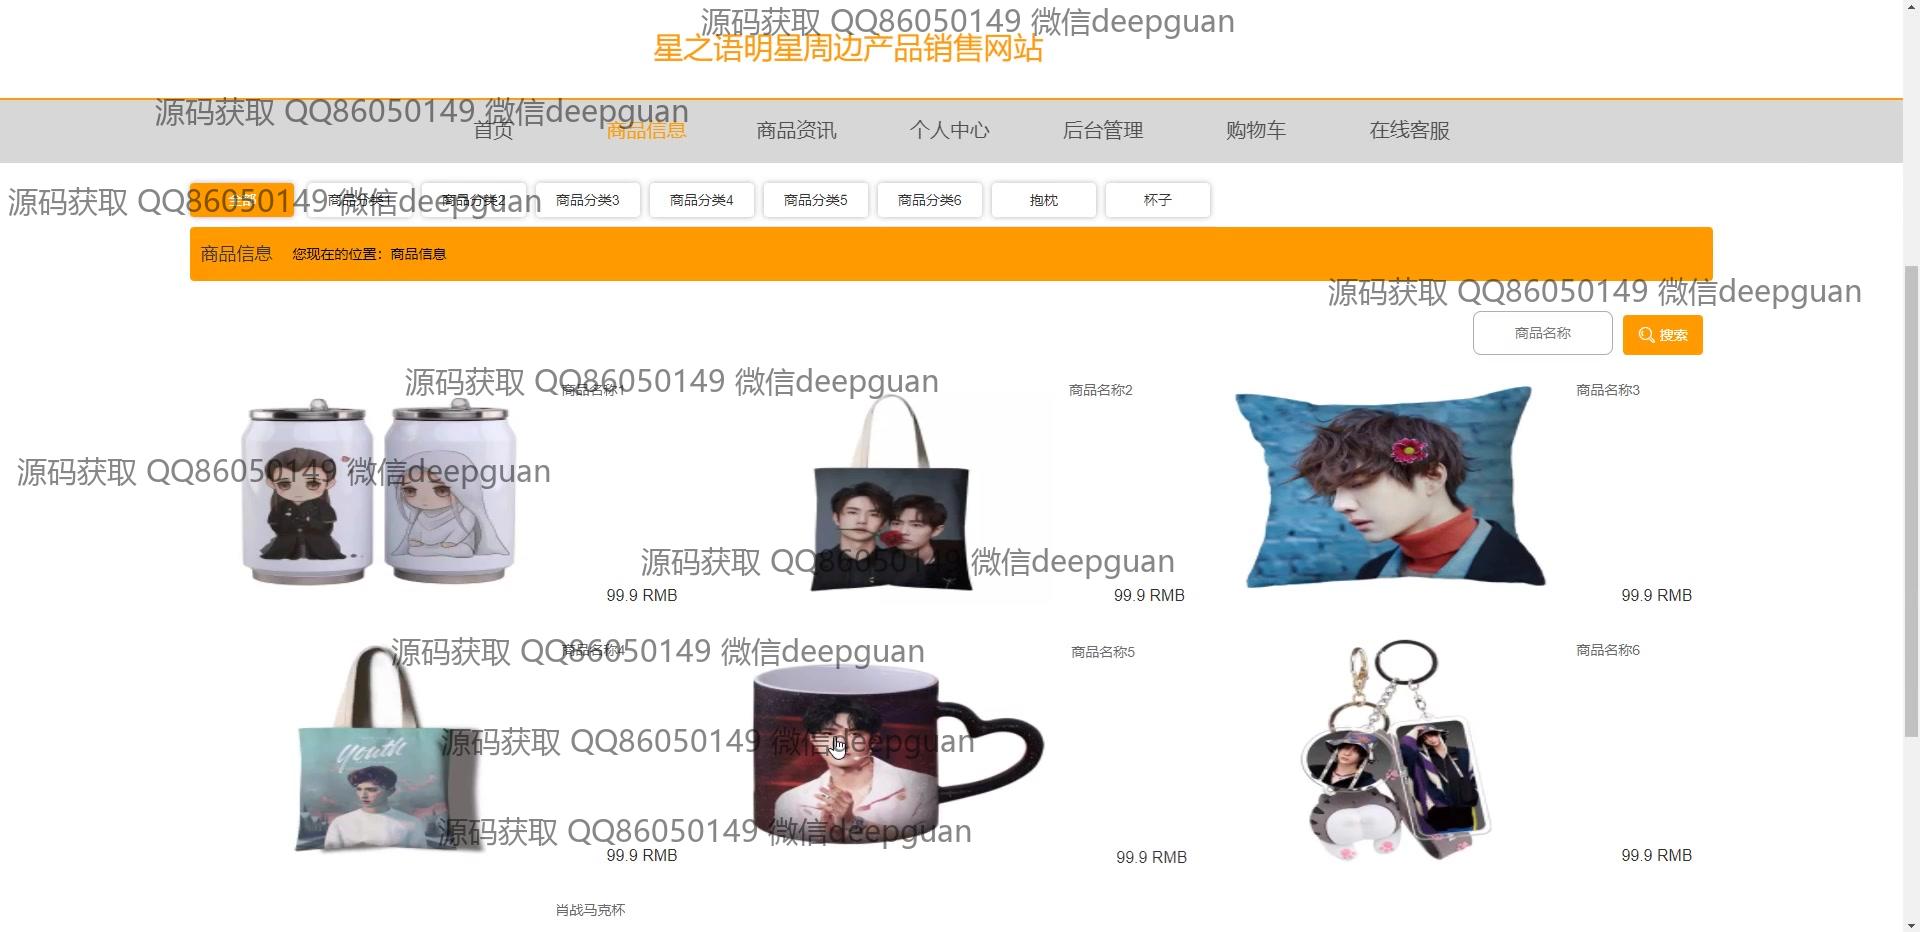 源码获取 QQ86050149 微信deepguan
星之语明星周边产品销售网站
源码获取 QQ86050149 微信deepguan
首页 商品信息 商品资讯 个人中心 后台管理 购物车 在线客服
源码获取 QQ86050149 微信deepguan
全部 商品分类1 商品分类2 商品分类3 商品分类4 商品分类5 商品分类6 抱枕 杯子
商品信息 您现在的位置：商品信息
源码获取 QQ86050149 微信deepguan
商品名称 搜索
源码获取 QQ86050149 微信deepguan
商品名称1 商品名称2 商品名称3
源码获取 QQ86050149 微信deepguan
源码获取 QQ86050149 微信deepguan
99.9 RMB 99.9 RMB 99.9 RMB
源码获取 QQ86050149 微信deepguan
商品名称4 商品名称5 商品名称6
youth
源码获取 QQ86050149 微信deepguan
源码获取 QQ86050149 微信deepguan
99.9 RMB 99.9 RMB 99.9 RMB
肖战马克杯